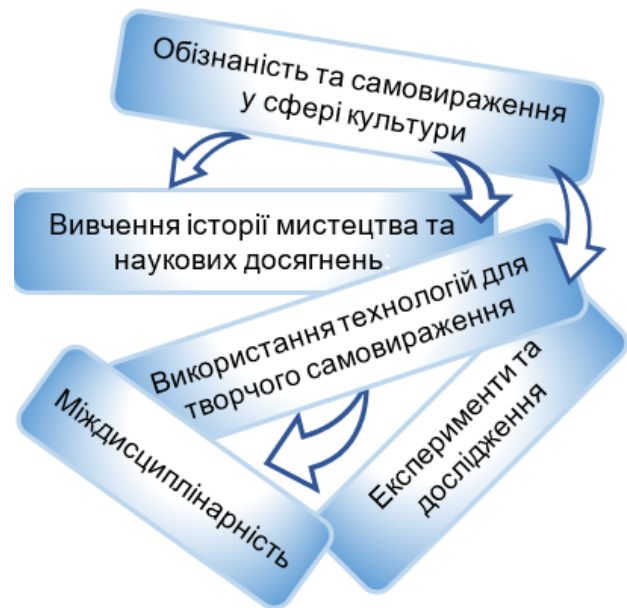 Обізнаність та самовираження
у сфері культури
Вивчення історії мистецтва та
наукових досягнень:
Використання технологій для
творчого самовираження
Міждисциплінарність
Експерименти та
дослідження